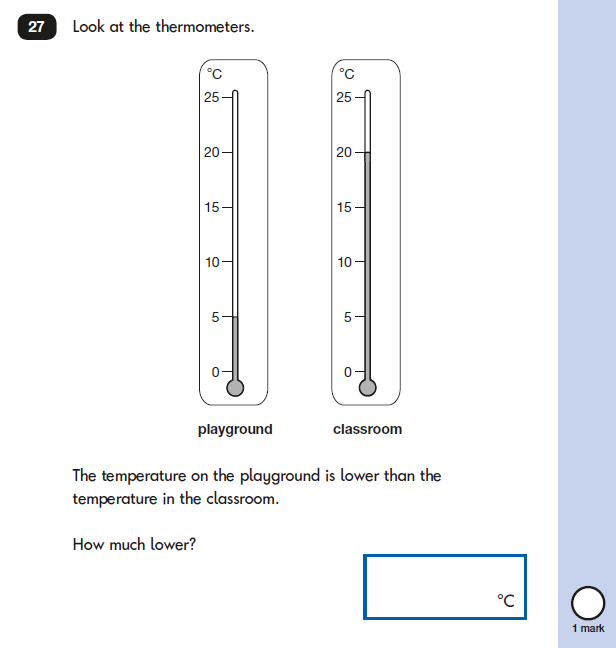 27 Look at the thermometers.
°C °C
25 25
20 20
15 15
10 10
5 5
0 0
playground classroom
The temperature on the playground is lower than the
temperature in the classroom.
How much lower?
°C
1 mark